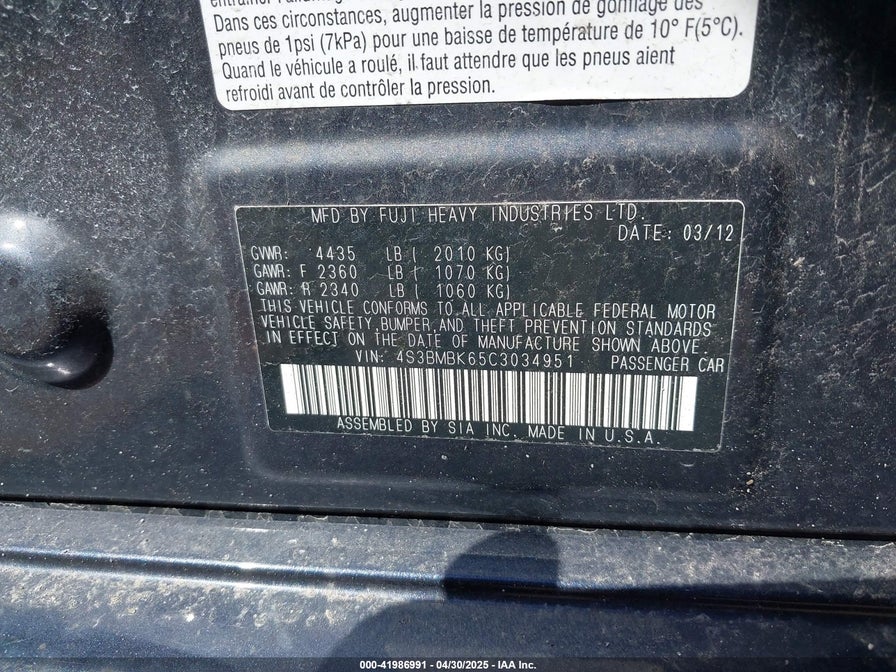 entraîner
Dans ces circonstances, augmenter la pression de gonflage des
pneus de 1psi (7kPa) pour une baisse de température de 10° F(5°C).
Quand le véhicule a roulé, il faut attendre que les pneus aient
refroidi avant de contrôler la pression.
MFD BY FUJI HEAVY INDUSTRIES LTD.
DATE: 03/12
GVWR: 4435 LB ( 2010 KG)
GAWR: F 2360 LB ( 1070 KG)
GAWR: R 2340 LB ( 1060 KG)
THIS VEHICLE CONFORMS TO ALL APPLICABLE FEDERAL MOTOR
VEHICLE SAFETY, BUMPER, AND THEFT PREVENTION STANDARDS
IN EFFECT ON THE DATE OF MANUFACTURE SHOWN ABOVE.
VIN: 4S3BMBK65C3034951 PASSENGER CAR
ASSEMBLED BY SIA INC. MADE IN U.S.A.
000-41986991 - 04/30/2025 - IAA Inc.